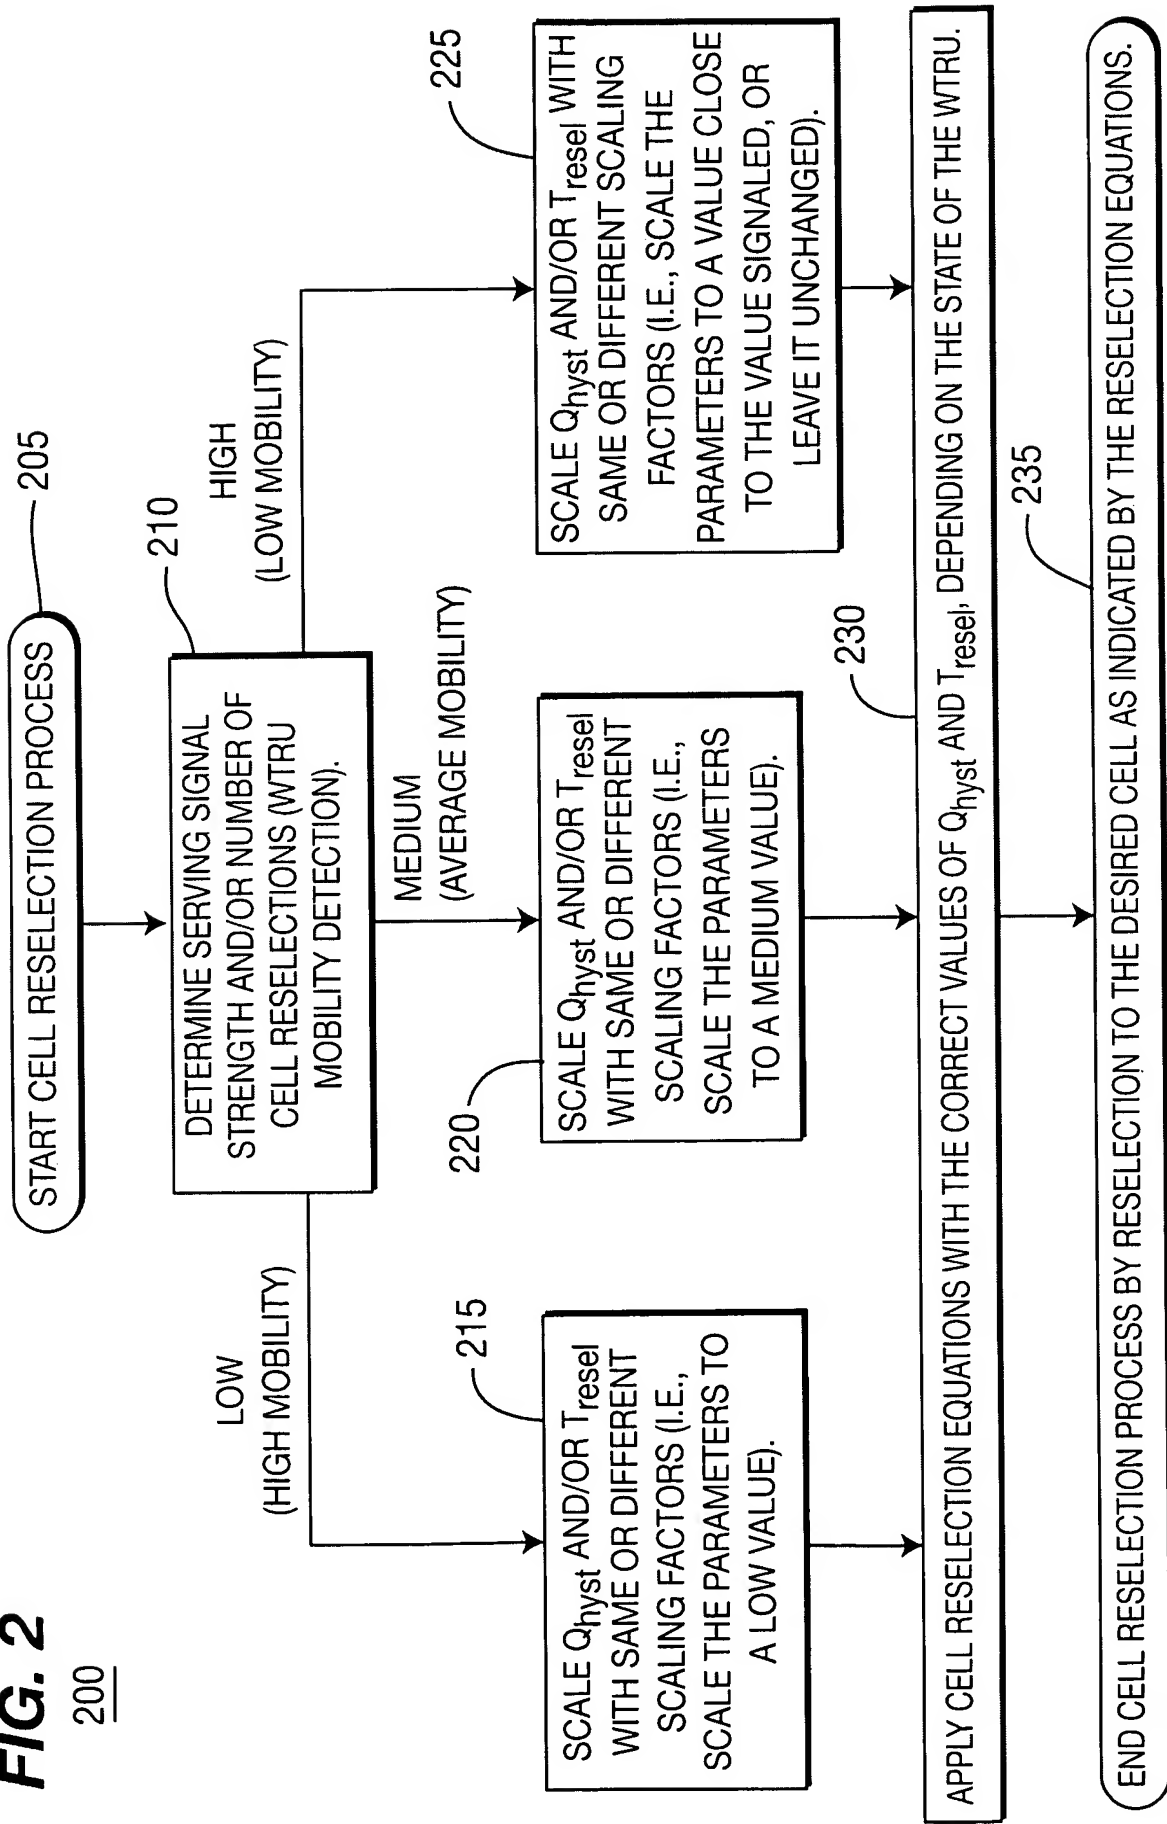 FIG. 2
200
START CELL RESELECTION PROCESS
205
DETERMINE SERVING SIGNAL
STRENGTH AND/OR NUMBER OF
CELL RESELECTIONS (WTRU
MOBILITY DETECTION).
210
LOW
(HIGH MOBILITY)
MEDIUM
(AVERAGE MOBILITY)
HIGH
(LOW MOBILITY)
215
SCALE Qhyst AND/OR Tresel
WITH SAME OR DIFFERENT
SCALING FACTORS (I.E.,
SCALE THE PARAMETERS TO
A LOW VALUE).
220
SCALE Qhyst AND/OR Tresel
WITH SAME OR DIFFERENT
SCALING FACTORS (I.E.,
SCALE THE PARAMETERS
TO A MEDIUM VALUE).
225
SCALE Qhyst AND/OR Tresel WITH
SAME OR DIFFERENT SCALING
FACTORS (I.E., SCALE THE
PARAMETERS TO A VALUE CLOSE
TO THE VALUE SIGNALED, OR
LEAVE IT UNCHANGED).
230
APPLY CELL RESELECTION EQUATIONS WITH THE CORRECT VALUES OF Qhyst AND Tresel, DEPENDING ON THE STATE OF THE WTRU.
235
END CELL RESELECTION PROCESS BY RESELECTION TO THE DESIRED CELL AS INDICATED BY THE RESELECTION EQUATIONS.